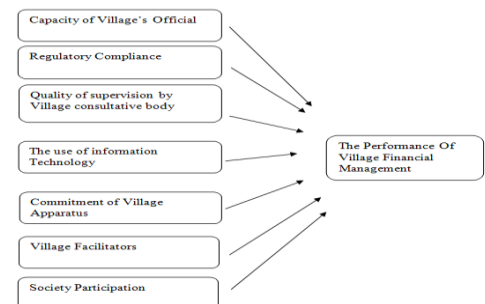 Capacity of Village's Official
Regulatory Compliance
Quality of supervision by
Village consultative body
The use of information
Technology
Commitment of Village
Apparatus
Village Facilitators
Society Participation
The Performance Of
Village Financial
Management